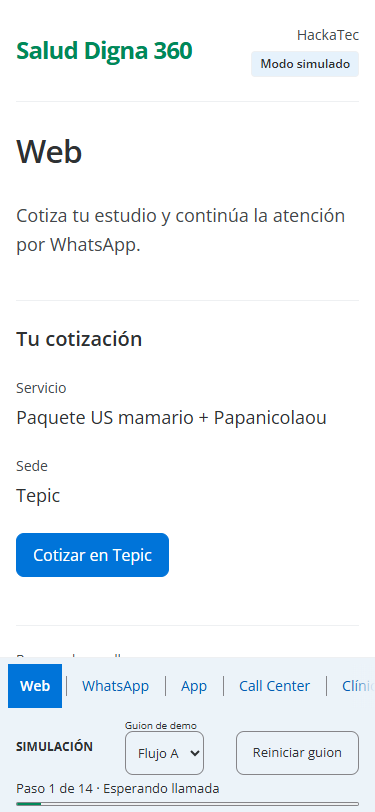 Salud Digna 360
HackaTec
Modo simulado
Web
Cotiza tu estudio y continúa la atención
por WhatsApp.
Tu cotización
Servicio
Paquete US mamario + Papanicolaou
Sede
Tepic
Cotizar en Tepic
Web
WhatsApp
App
Call Center
Clínic
SIMULACIÓN
Guion de demo
Flujo A
Reiniciar guion
Paso 1 de 14 · Esperando llamada